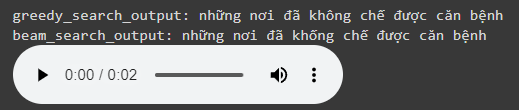 greedy_search_output: những nơi đã không chế được căn bệnh
beam_search_output: những nơi đã khống chế được căn bệnh
0:00 / 0:02